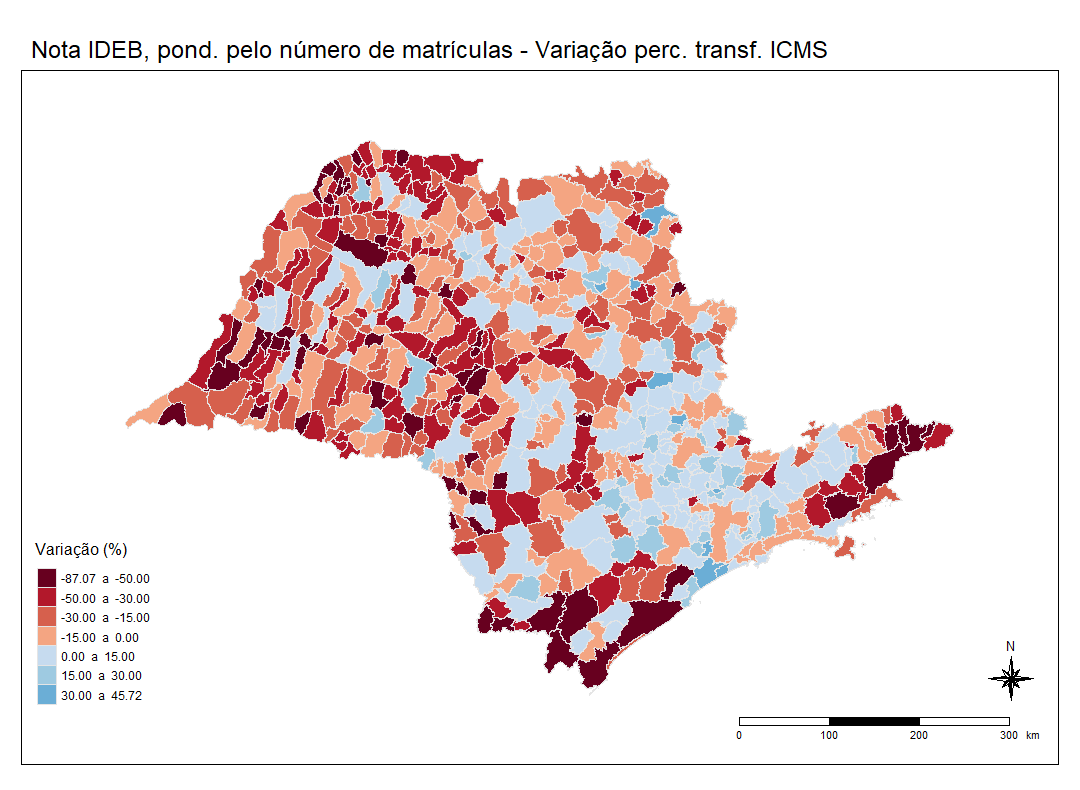 Nota IDEB, pond. pelo número de matrículas - Variação perc. transf. ICMS
Variação (%)
-87.07 a -50.00
-50.00 a -30.00
-30.00 a -15.00
-15.00 a 0.00
0.00 a 15.00
15.00 a 30.00
30.00 a 45.72
N
0 100 200 300 km